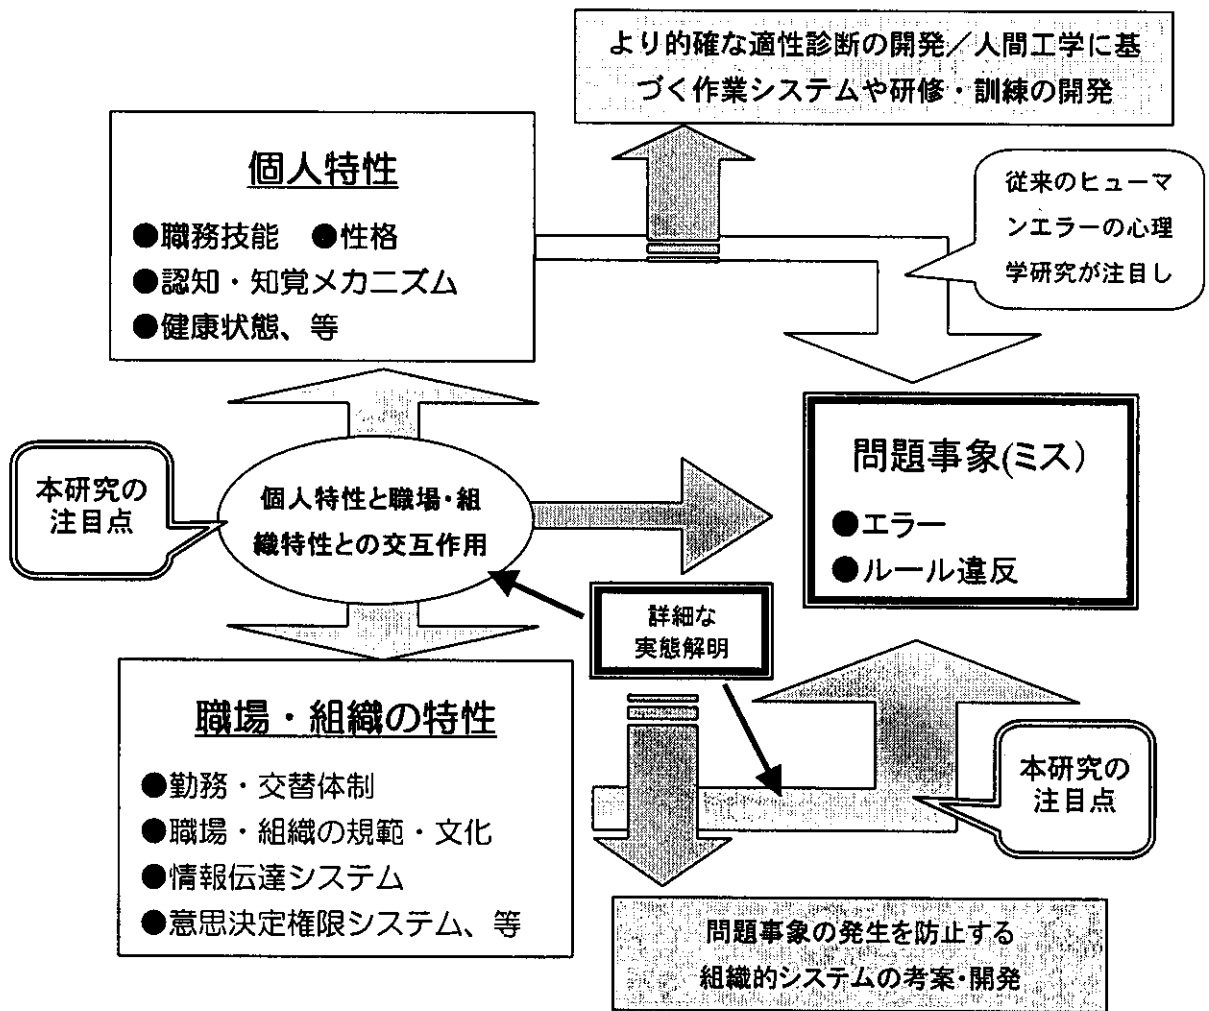 より的確な適性診断の開発／人間工学に基
づく作業システムや研修・訓練の開発
個人特性
●職務技能　●性格
●認知・知覚メカニズム
●健康状態、等
従来のヒューマ
ンエラーの心理
学研究が注目し
問題事象(ミス)
●エラー
●ルール違反
本研究の
注目点
個人特性と職場・組
織特性との交互作用
詳細な
実態解明
職場・組織の特性
●勤務・交替体制
●職場・組織の規範・文化
●情報伝達システム
●意思決定権限システム、等
本研究の
注目点
問題事象の発生を防止する
組織的システムの考案・開発